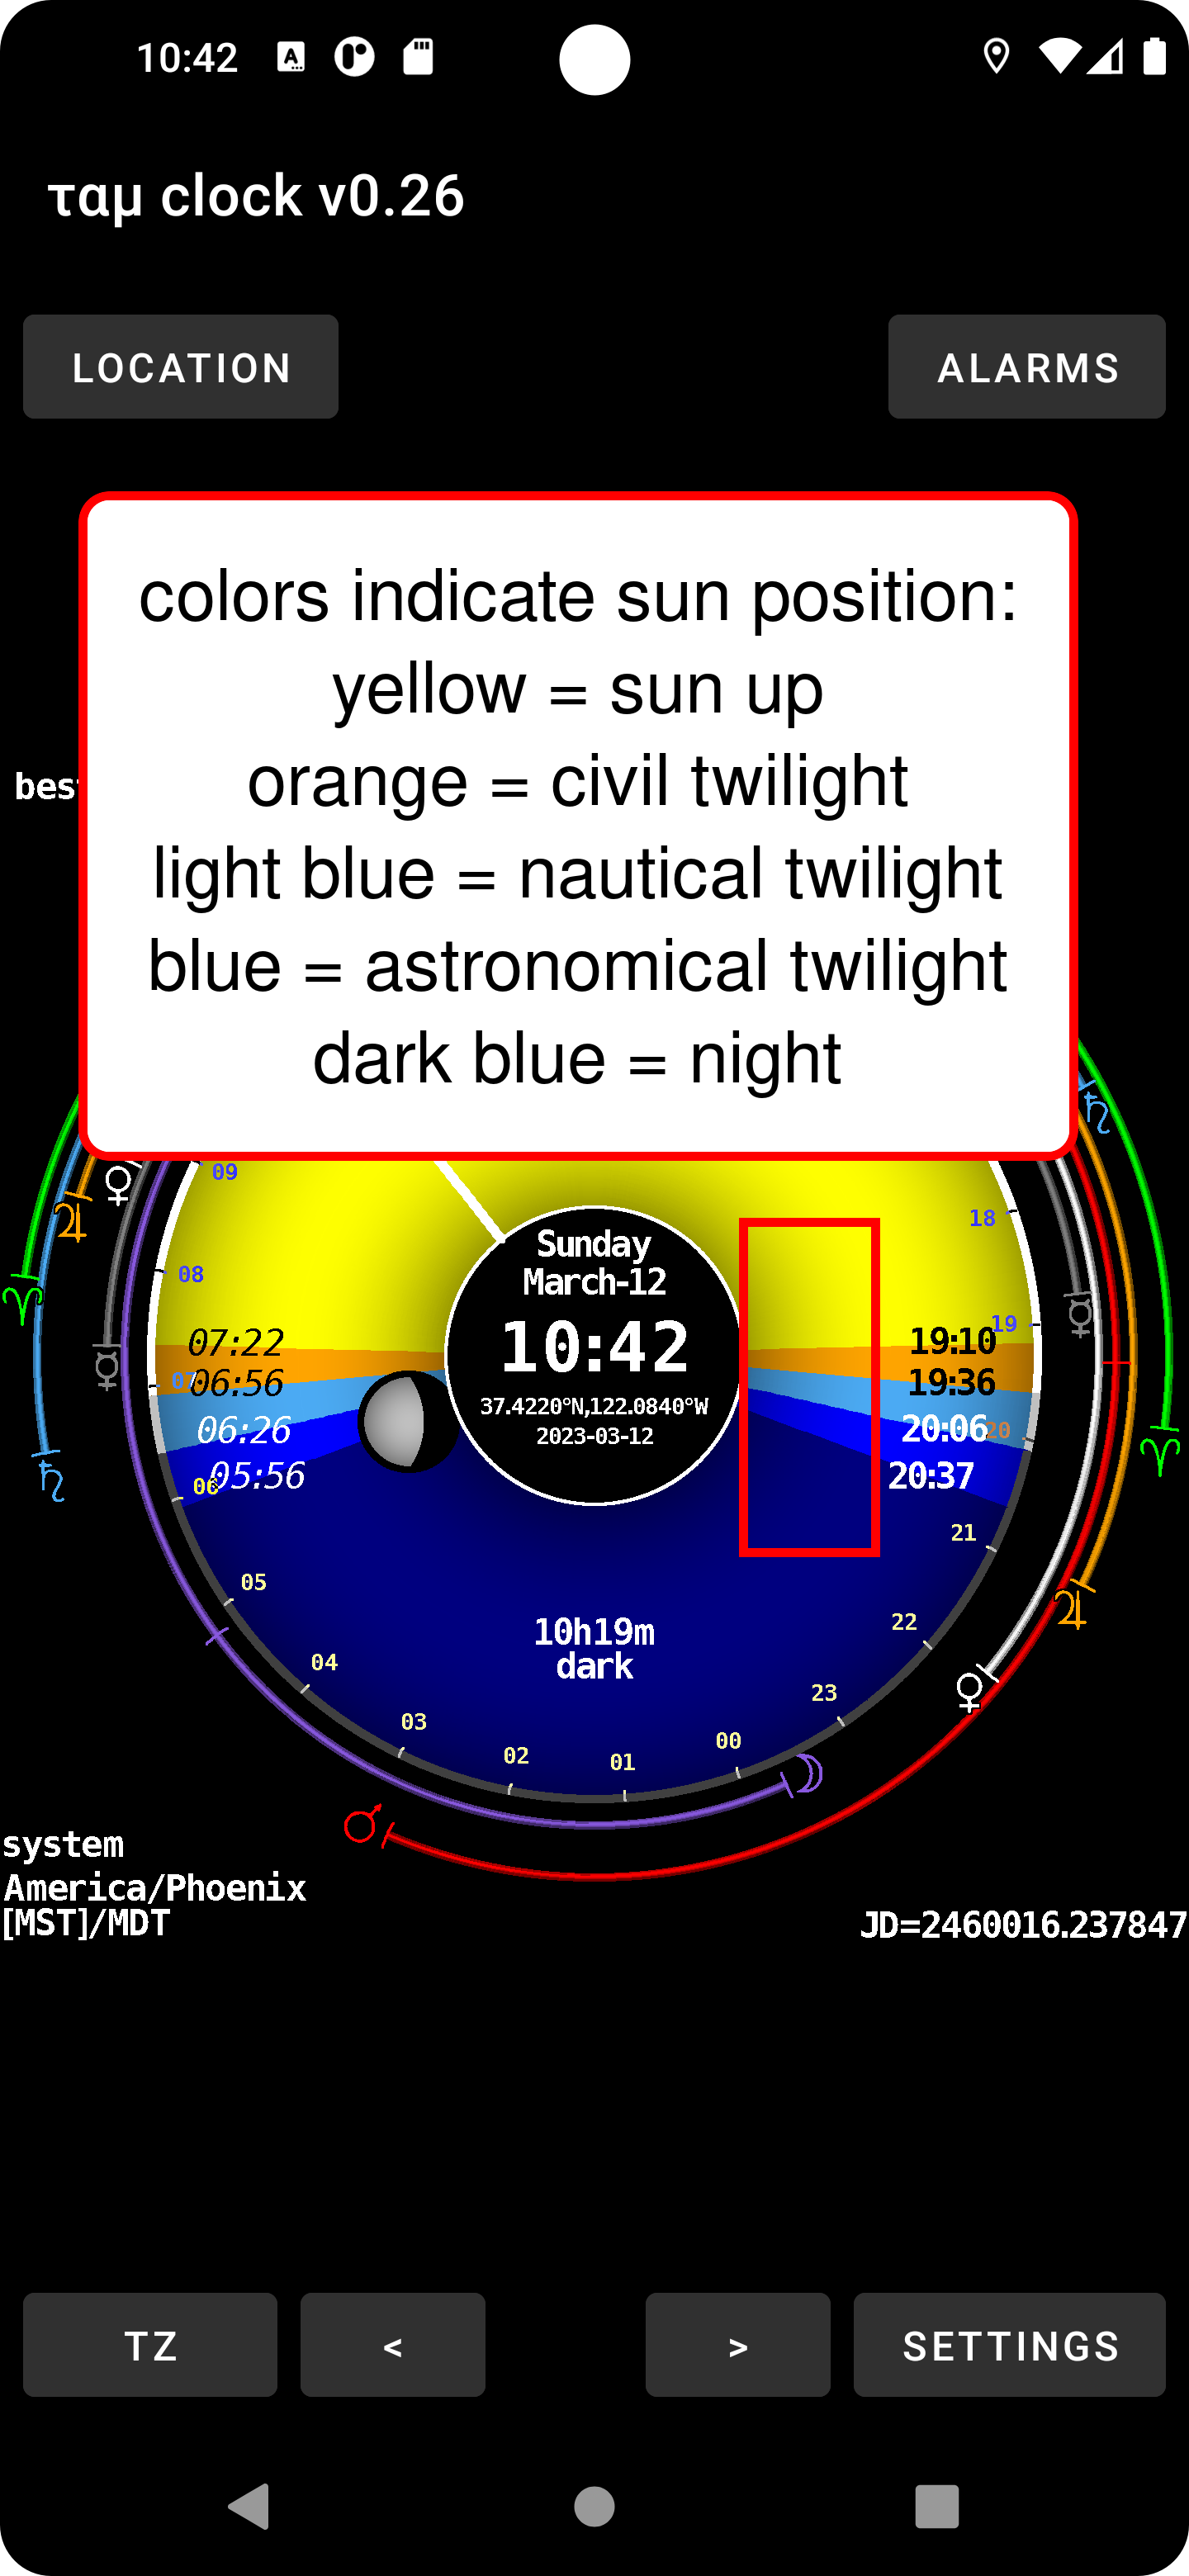 10:42
ταμ clock v0.26
LOCATION
ALARMS
colors indicate sun position:
yellow = sun up
orange = civil twilight
light blue = nautical twilight
blue = astronomical twilight
dark blue = night
09
18
08
19
Sunday
March-12
10:42
37.4220°N,122.0840°W
2023-03-12
07:22
07
06:56
06:26
06
05:56
19:10
19:36
20:06
20
20:37
21
05
22
10h19m
dark
04
23
03
00
02
01
system
America/Phoenix
[MST]/MDT
JD=2460016.237847
TZ
<
>
SETTINGS